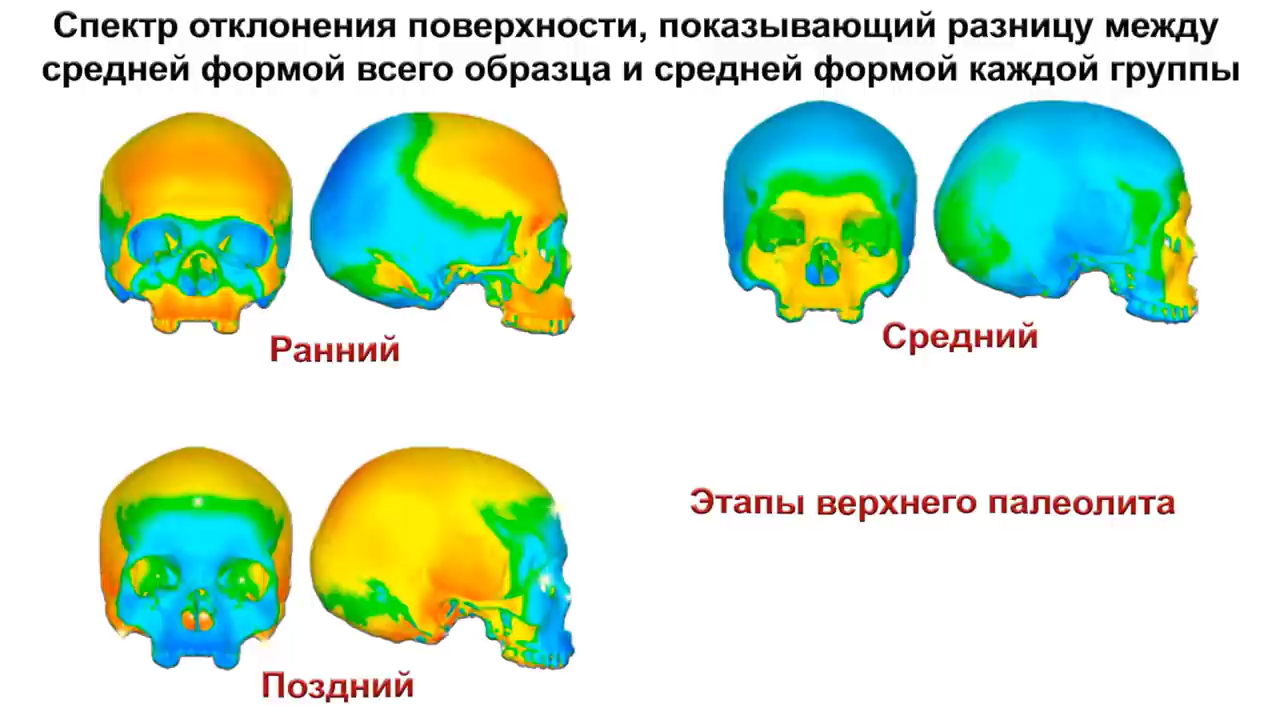 Спектр отклонения поверхности, показывающий разницу между
средней формой всего образца и средней формой каждой группы
Ранний
Средний
Поздний
Этапы верхнего палеолита